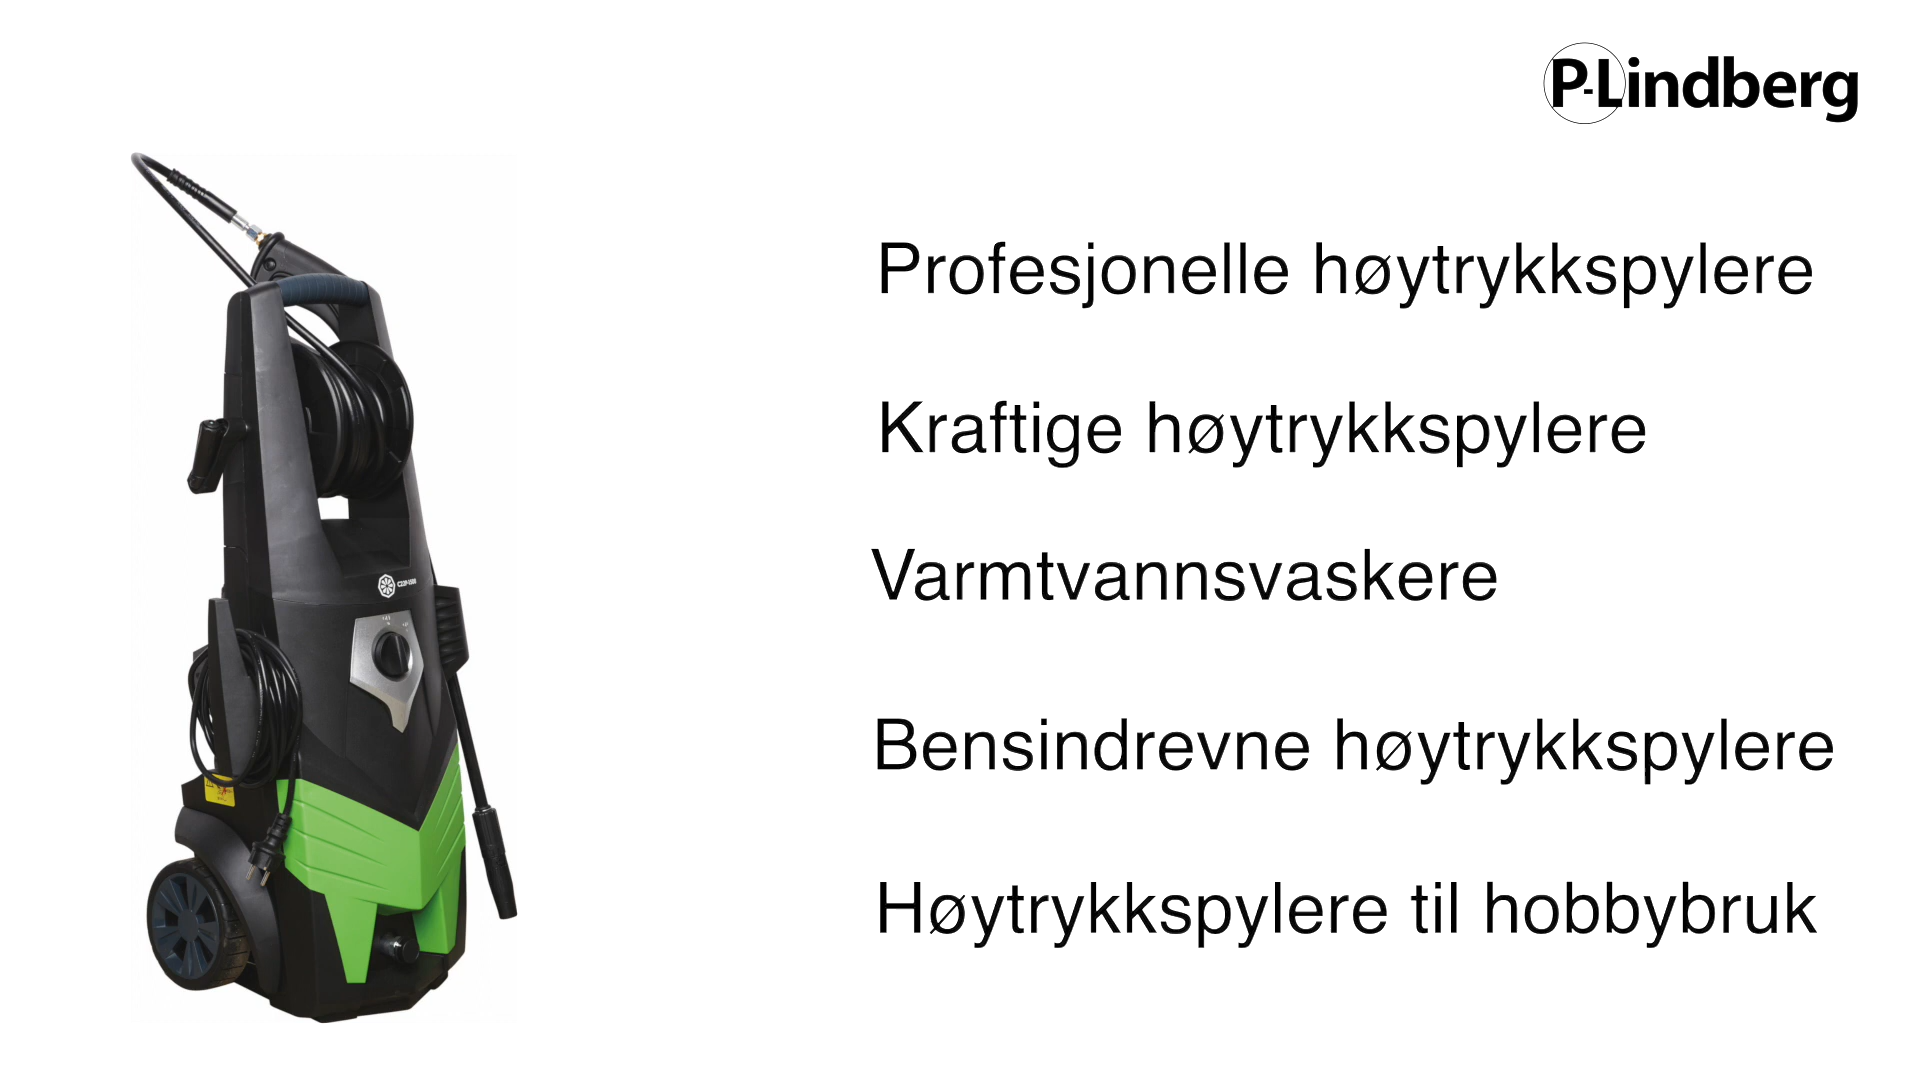 P-Lindberg
Profesjonelle høytrykkspylere
Kraftige høytrykkspylere
Varmtvannsvaskere
Bensindrevne høytrykkspylere
Høytrykkspylere til hobbybruk